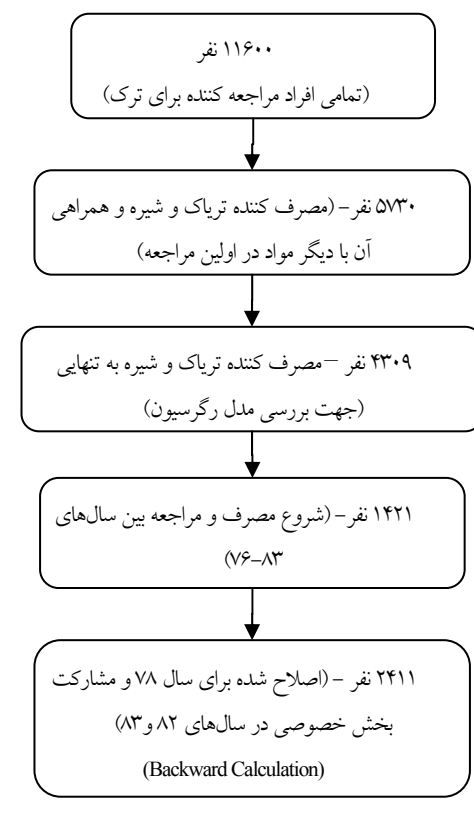 ۱۱۶۰۰ نفر
(تمامی افراد مراجعه کننده برای ترک)
۵۷۳۰ نفر- (مصرف کننده تریاک و شیره و همراهی
آن با دیگر مواد در اولین مراجعه)
۴۳۰۹ نفر –مصرف کننده تریاک و شیره به تنهایی
(جهت بررسی مدل رگرسیون)
۱۴۲۱ نفر- (شروع مصرف و مراجعه بین سال‌های
۷۶-۸۳)
۲۴۱۱ نفر - (اصلاح شده برای سال ۷۸ و مشارکت
بخش خصوصی در سال‌های ۸۲ و۸۳)
(Backward Calculation)